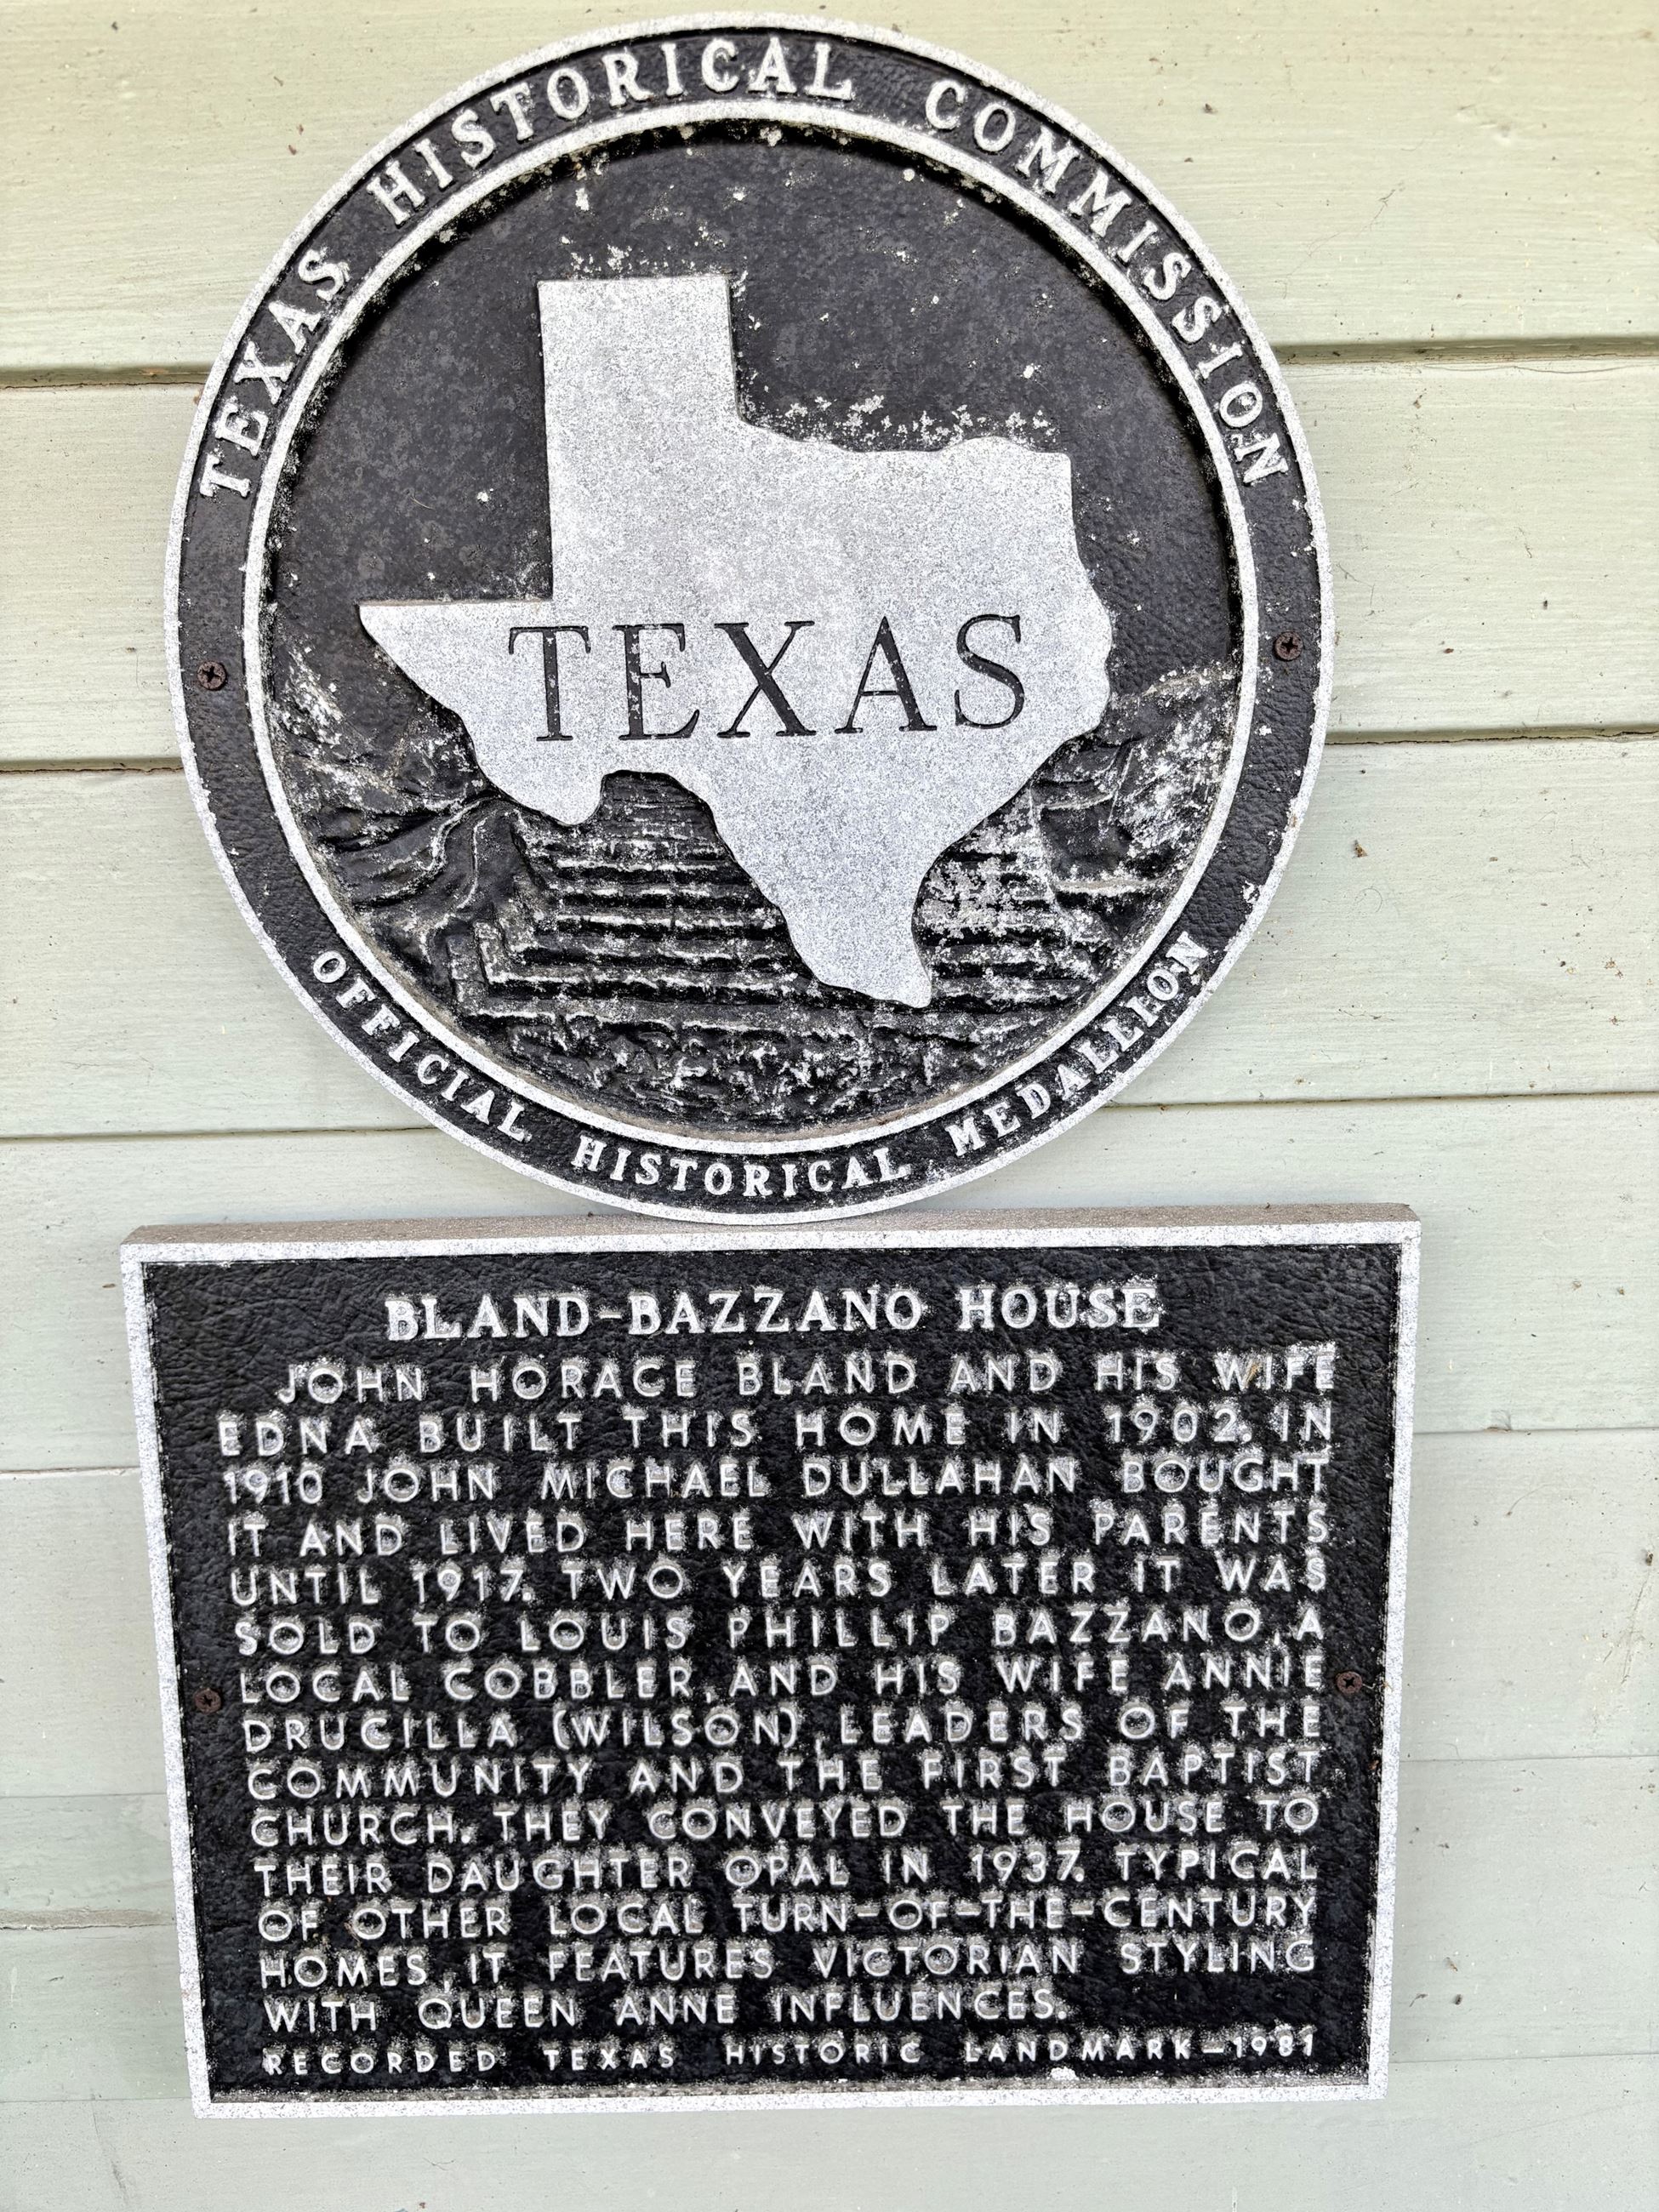 TEXAS HISTORICAL COMMISSION
TEXAS
OFFICIAL HISTORICAL MEDALLION
BLAND-BAZZANO HOUSE
JOHN HORACE BLAND AND HIS WIFE
EDNA BUILT THIS HOME IN 1902. IN
1910 JOHN MICHAEL DULLAHAN BOUGHT
IT AND LIVED HERE WITH HIS PARENTS
UNTIL 1917. TWO YEARS LATER IT WAS
SOLD TO LOUIS PHILLIP BAZZANO, A
LOCAL COBBLER, AND HIS WIFE ANNIE
DRUCILLA (WILSON), LEADERS OF THE
COMMUNITY AND THE FIRST BAPTIST
CHURCH. THEY CONVEYED THE HOUSE TO
THEIR DAUGHTER OPAL IN 1937. TYPICAL
OF OTHER LOCAL TURN-OF-THE-CENTURY
HOMES, IT FEATURES VICTORIAN STYLING
WITH QUEEN ANNE INFLUENCES.
RECORDED TEXAS HISTORIC LANDMARK-1981